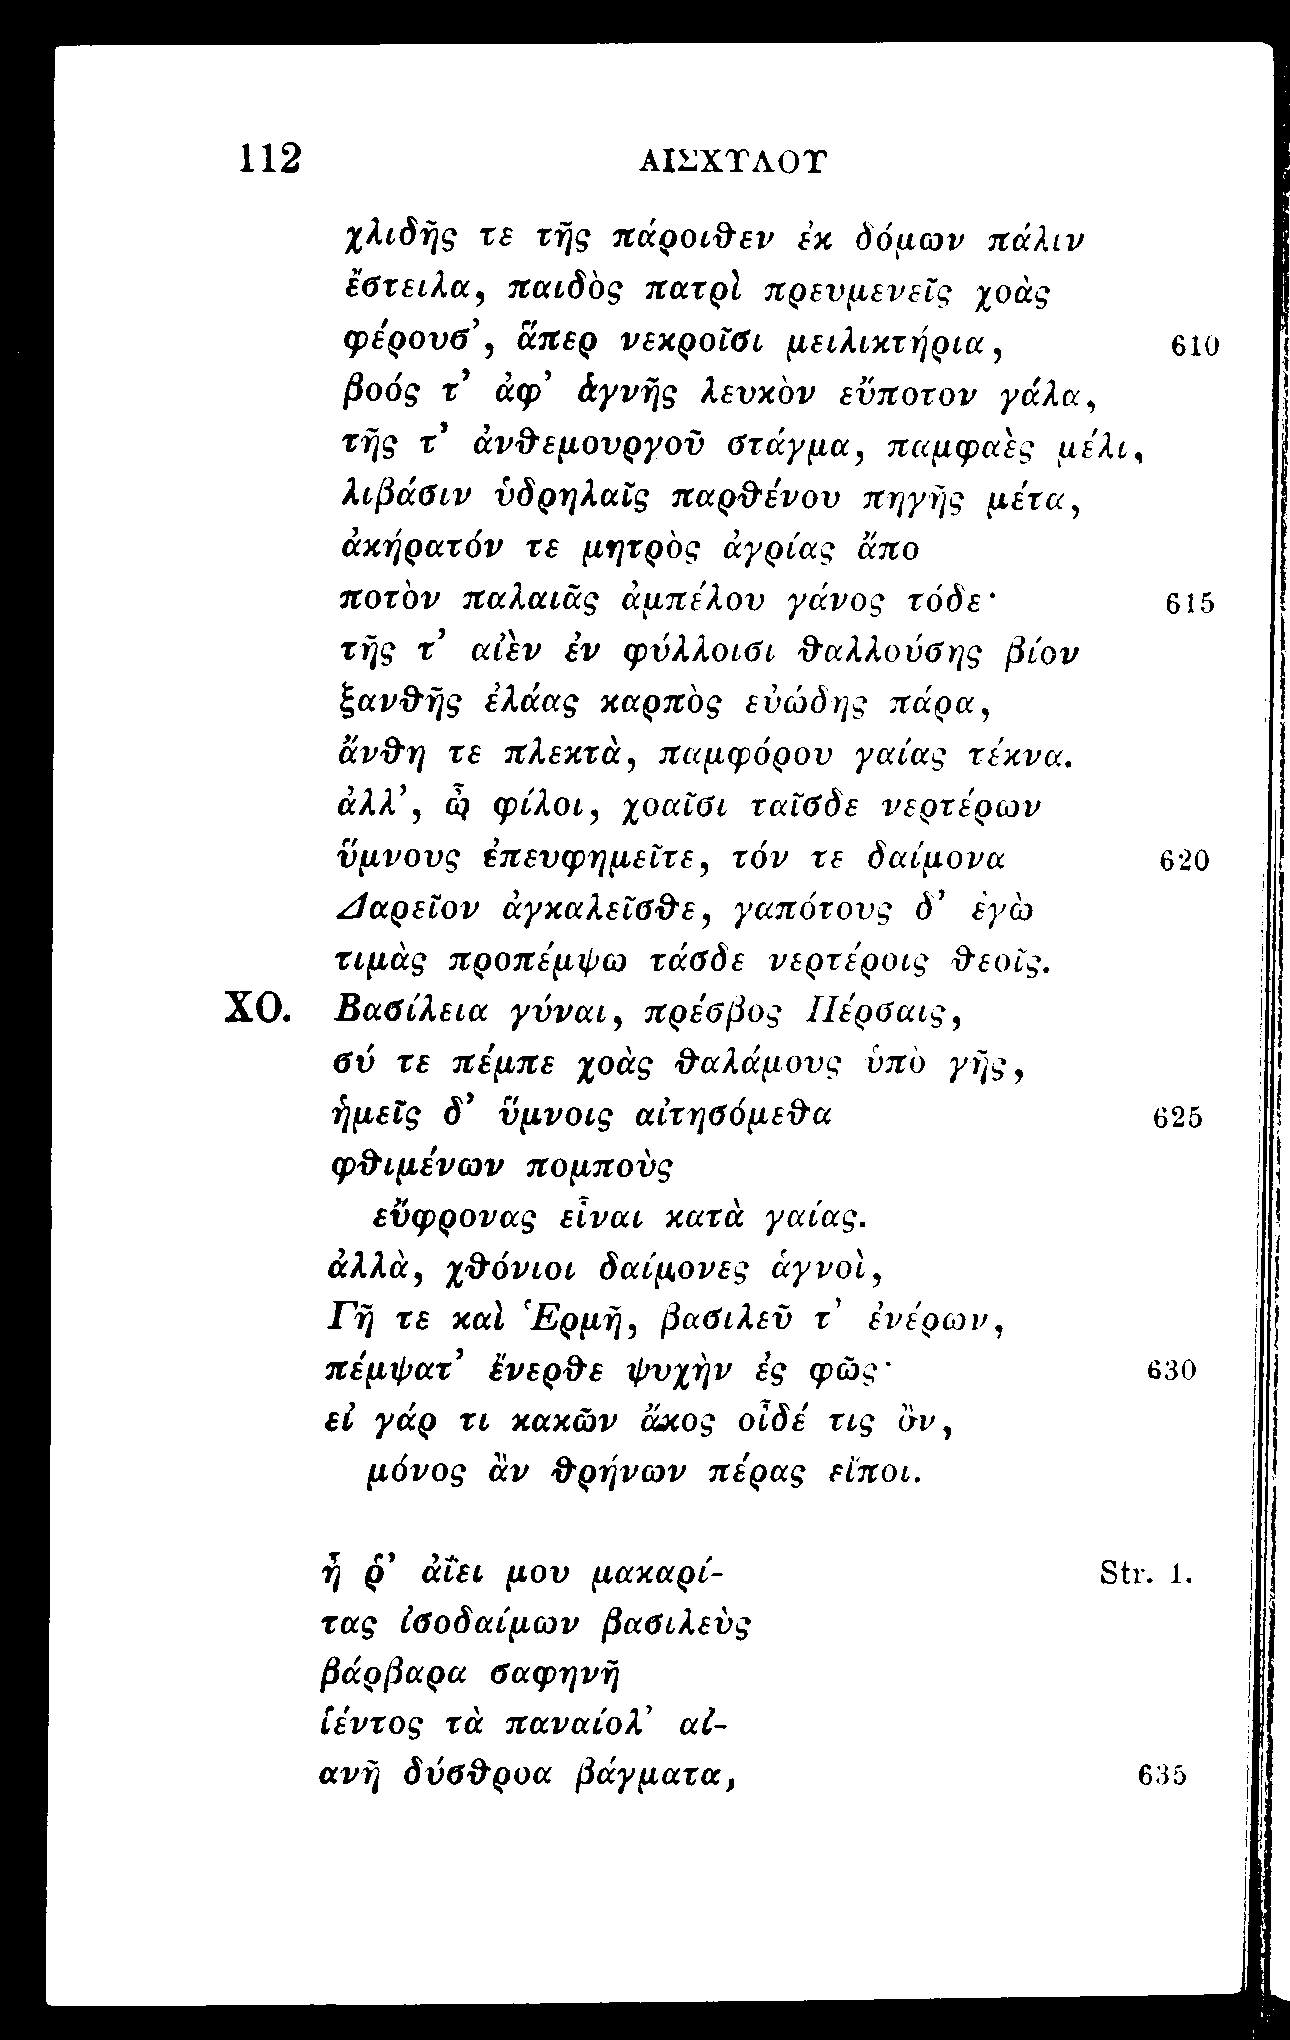 112 ΑΙΣΧΥΛΟΥ
χλιδῆς τε τῆς πάροιθεν ἐκ δόμων πάλιν
ἔστειλα, παιδὸς πατρὶ πρευμενεῖς χοὰς
φέρουσ’, ἅπερ νεκροῖσι μειλικτήρια, 610
βοός τ’ ἀφ’ ἁγνῆς λευκὸν εὔποτον γάλα,
τῆς τ’ ἀνθεμουργοῦ στάγμα, παμφαὲς μέλι,
λιβάσιν ὑδρηλαῖς παρθένου πηγῆς μέτα,
ἀκήρατόν τε μητρὸς ἀγρίας ἄπο
ποτὸν παλαιᾶς ἀμπέλου γάνος τόδε·  615
τῆς τ’ αἰὲν ἐν φύλλοισι θαλλούσης βίον
ξανθῆς ἐλάας καρπὸς εὐώδης πάρα,
ἄνθη τε πλεκτὰ, παμφόρου γαίας τέκνα.
ἀλλ’, ὦ φίλοι, χοαῖσι ταῖσδε νερτέρων
ὕμνους ἐπευφημεῖτε, τόν τε δαίμονα 620
Δαρεῖον ἀγκαλεῖσθε, γαπότους δ’ ἐγὼ
τιμὰς προπέμψω τάσδε νερτέροις θεοῖς.
ΧΟ. Βασίλεια γύναι, πρέσβος Πέρσαις,
σύ τε πέμπε χοὰς θαλάμους ὑπὸ γῆς,
ἡμεῖς δ’ ὕμνοις αἰτησόμεθα 625
φθιμένων πομποὺς
εὔφρονας εἶναι κατὰ γαίας.
ἀλλὰ, χθόνιοι δαίμονες ἁγνοὶ,
Γῆ τε καὶ Ἑρμῆ, βασιλεῦ τ’ ἐνέρων,
πέμψατ’ ἔνερθε ψυχὴν ἐς φῶς· 630
εἰ γάρ τι κακῶν ἄκος οἶδέ τις ὂν,
μόνος ἂν θρήνων πέρας εἴποι.
ἦ ῥ’ ἀΐει μου μακαρί- Str. 1.
τας ἰσοδαίμων βασιλεὺς
βάρβαρα σαφηνῆ
ἱέντος τὰ παναίολ’ αἰ-
ανῆ δύσθροα βάγματα, 635